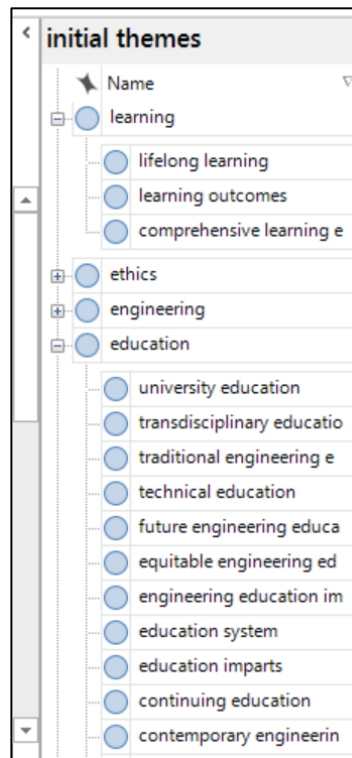 initial themes
Name
learning
lifelong learning
learning outcomes
comprehensive learning e
ethics
engineering
education
university education
transdisciplinary educatio
traditional engineering e
technical education
future engineering educa
equitable engineering ed
engineering education im
education system
education imparts
continuing education
contemporary engineerin